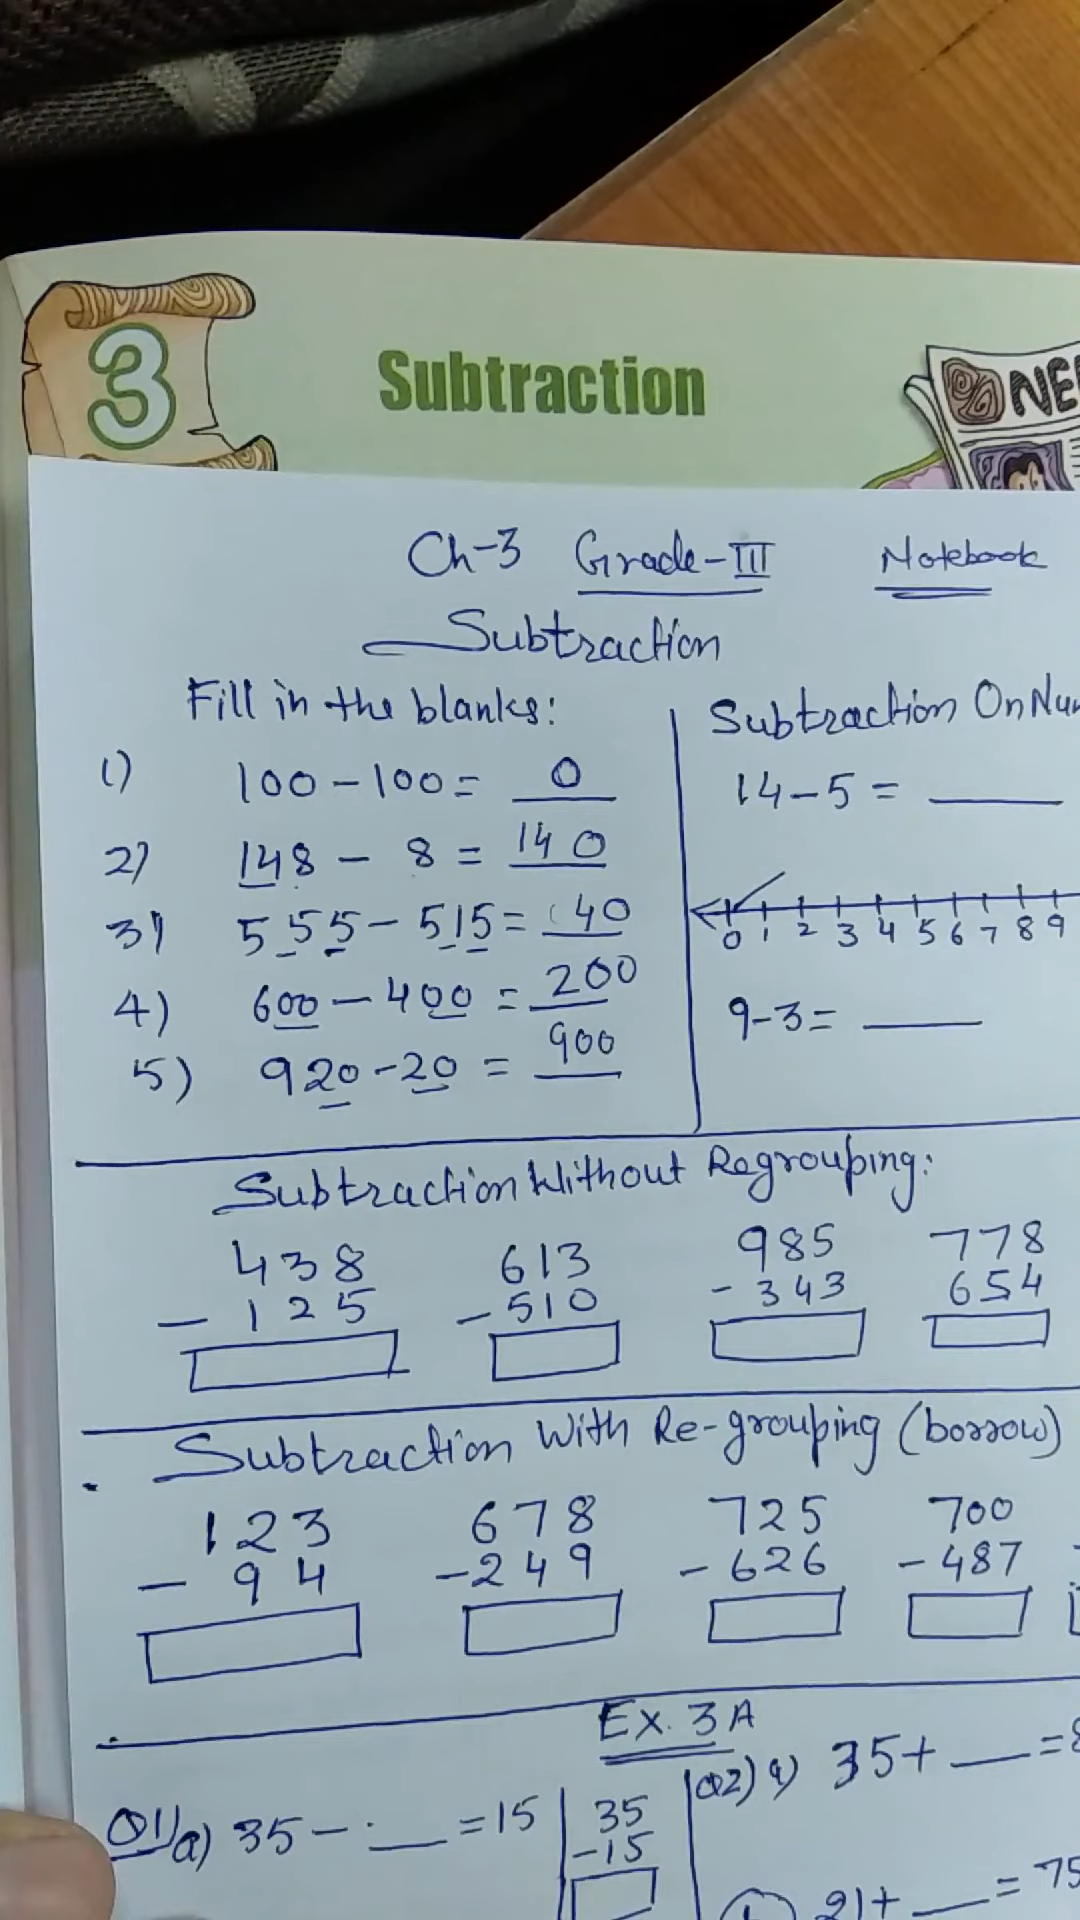 3
Subtraction
Ch-3 Grade-III Notebook
Subtraction
Fill in the blanks:
1) 100-100= 0
2) 148 - 8 = 140
3) 555-515= 40
4) 600-400 = 200
5) 920-20 = 900
Subtraction On
14-5 = ___
0 1 2 3 4 5 6 7 8 9
9-3= ___
Subtraction Without Regrouping:
438 613 985 778
-125 -510 -343 654
Subtraction With Re-grouping (borrow)
123 678 725 700
-94 -249 -626 -487
Ex. 3A
Q1) a) 35 - ___ = 15
35
-15
Q2) a) 35+ ___ =
21+ ___ = 75